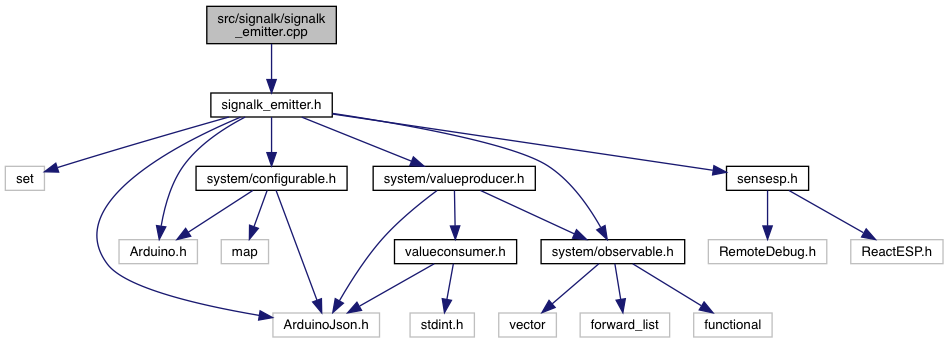 src/signalk/signalk
_emitter.cpp
signalk_emitter.h
set
system/configurable.h
system/valueproducer.h
sensesp.h
Arduino.h
map
valueconsumer.h
system/observable.h
RemoteDebug.h
ReactESP.h
ArduinoJson.h
stdint.h
vector
forward_list
functional